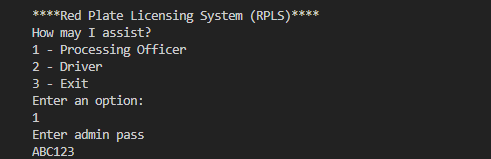 ****Red Plate Licensing System (RPLS)****
How may I assist?
1 - Processing Officer
2 - Driver
3 - Exit
Enter an option:
1
Enter admin pass
ABC123